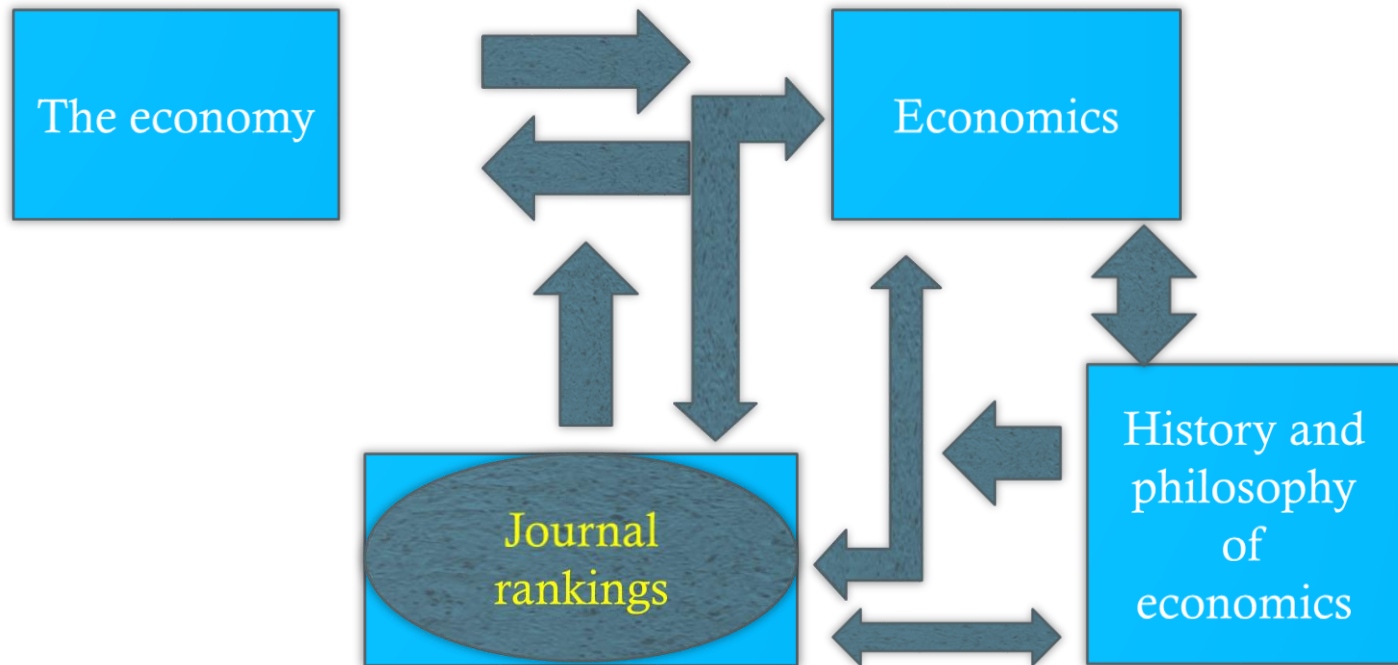 The economy
Economics
Journal
rankings
History and
philosophy
of
economics